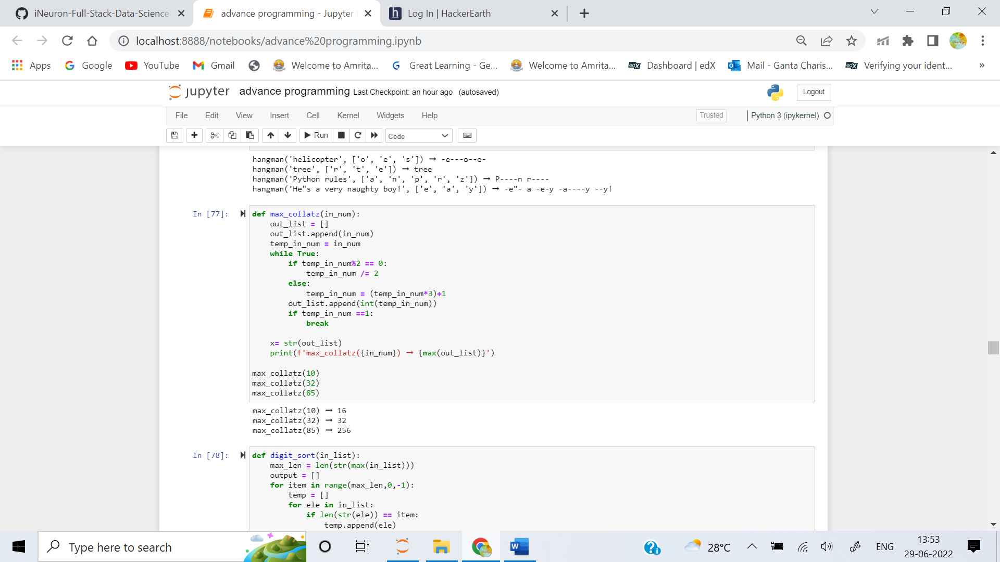 iNeuron-Full-Stack-Data-Science
advance programming - Jupyter
Log In | HackerEarth
localhost:8888/notebooks/advance%20programming.ipynb
Apps
Google
YouTube
Gmail
Welcome to Amrita...
Great Learning - Ge...
Welcome to Amrita...
Dashboard | edX
Mail - Ganta Charis...
Verifying your ident...
»
jupyter advance programming Last Checkpoint: an hour ago (autosaved)
Logout
File Edit View Insert Cell Kernel Widgets Help
Trusted
Python 3 (ipykernel)
Run
Code
hangman('helicopter', ['o', 'e', 's']) ➞ -e---o--e-
hangman('tree', ['r', 't', 'e']) ➞ tree
hangman('Python rules', ['a', 'n', 'p', 'r', 'z']) ➞ P----n r----
hangman('He"s a very naughty boy!', ['e', 'a', 'y']) ➞ -e"- a -e-y -a----y --y!
In [77]:
def max_collatz(in_num):
    out_list = []
    out_list.append(in_num)
    temp_in_num = in_num
    while True:
        if temp_in_num%2 == 0:
            temp_in_num /= 2
        else:
            temp_in_num = (temp_in_num*3)+1
        out_list.append(int(temp_in_num))
        if temp_in_num ==1:
            break
    x= str(out_list)
    print(f'max_collatz({in_num}) ➞ {max(out_list)}')
max_collatz(10)
max_collatz(32)
max_collatz(85)
max_collatz(10) ➞ 16
max_collatz(32) ➞ 32
max_collatz(85) ➞ 256
In [78]:
def digit_sort(in_list):
    max_len = len(str(max(in_list)))
    output = []
    for item in range(max_len,0,-1):
        temp = []
        for ele in in_list:
            if len(str(ele)) == item:
                temp.append(ele)
Type here to search
28°C
ENG
13:53
29-06-2022